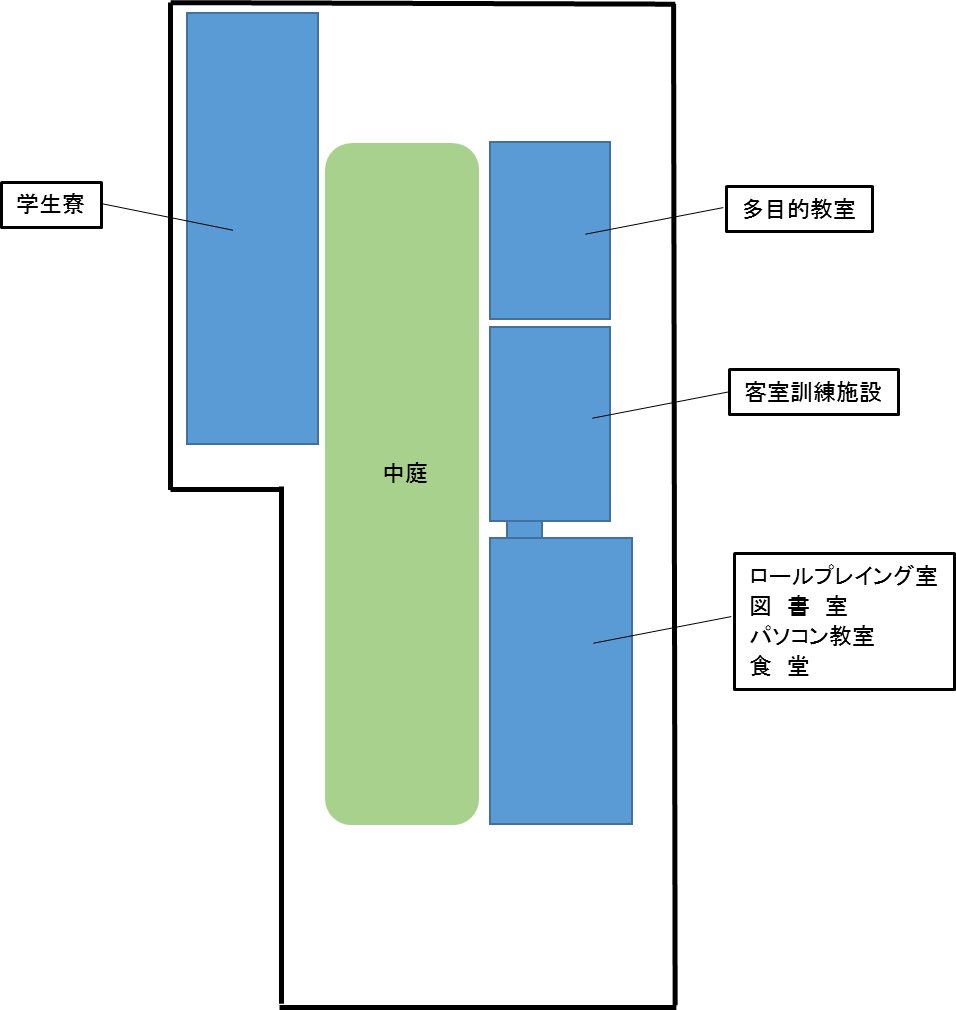 学生寮
多目的教室
客室訓練施設
中庭
ロールプレイング室
図　書　室
パソコン教室
食　堂